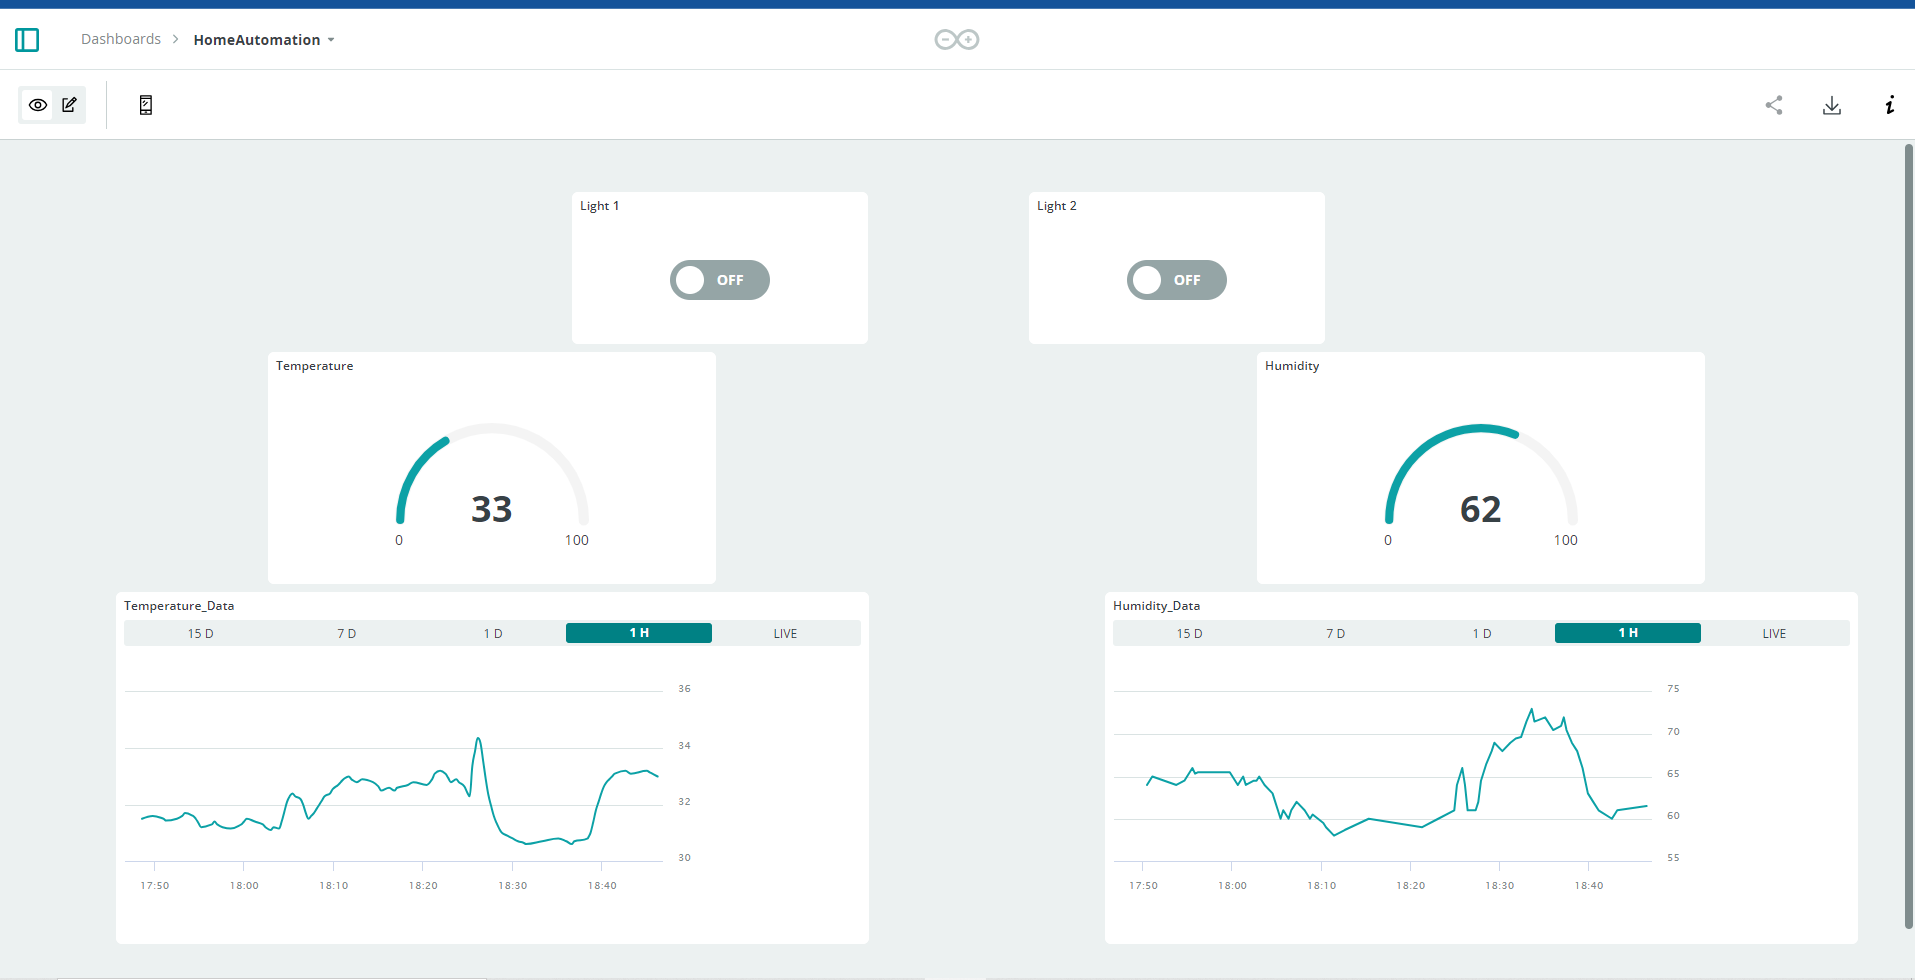 Dashboards > HomeAutomation
Light 1
Light 2
OFF
OFF
Temperature
Humidity
33
0 100
62
0 100
Temperature_Data
15 D 7 D 1 D 1 H LIVE
36
34
32
30
17:50 18:00 18:10 18:20 18:30 18:40
Humidity_Data
15 D 7 D 1 D 1 H LIVE
75
70
65
60
55
17:50 18:00 18:10 18:20 18:30 18:40